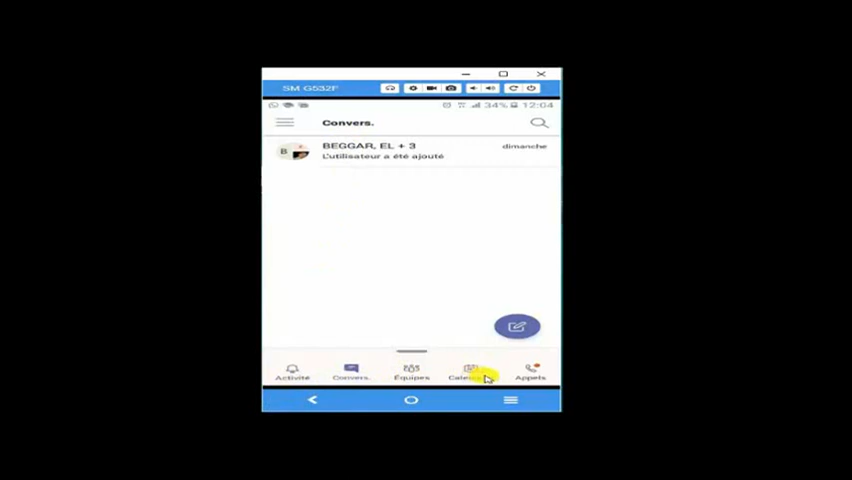 SM G532F
34% 12:04
Convers.
BEGGAR, EL + 3 dimanche
L'utilisateur a été ajouté
Activité Convers. Équipes Appels